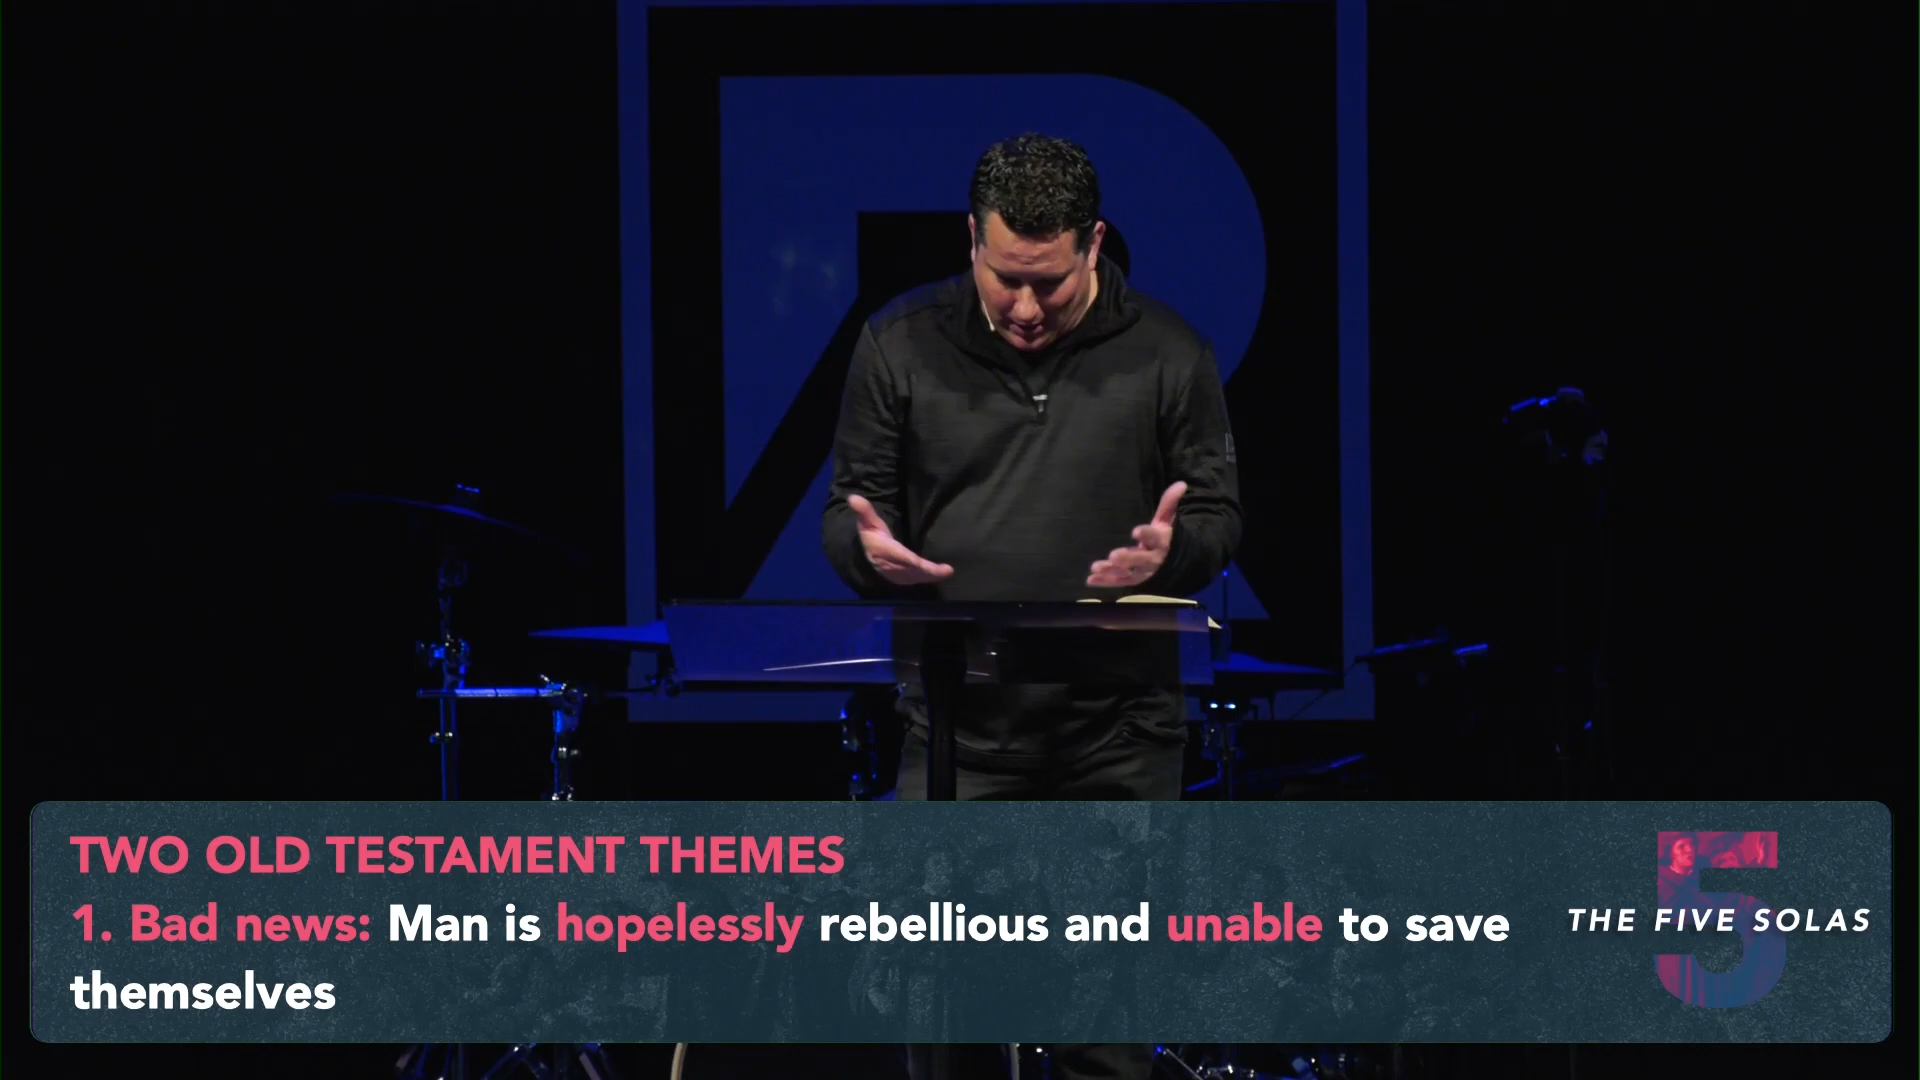 R
TWO OLD TESTAMENT THEMES
1. Bad news: Man is hopelessly rebellious and unable to save
themselves
5
THE FIVE SOLAS